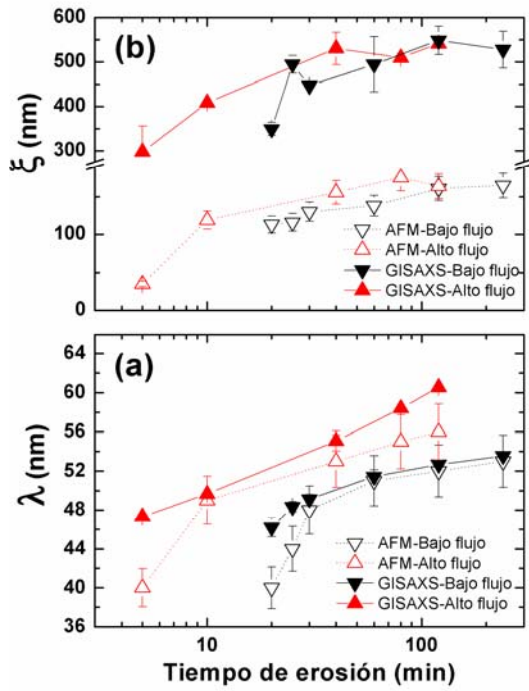 (b)
600
500
400
300
100
0
ξ (nm)
AFM-Bajo flujo
AFM-Alto flujo
GISAXS-Bajo flujo
GISAXS-Alto flujo
(a)
64
60
56
52
48
44
40
36
λ (nm)
AFM-Bajo flujo
AFM-Alto flujo
GISAXS-Bajo flujo
GISAXS-Alto flujo
10
100
Tiempo de erosión (min)